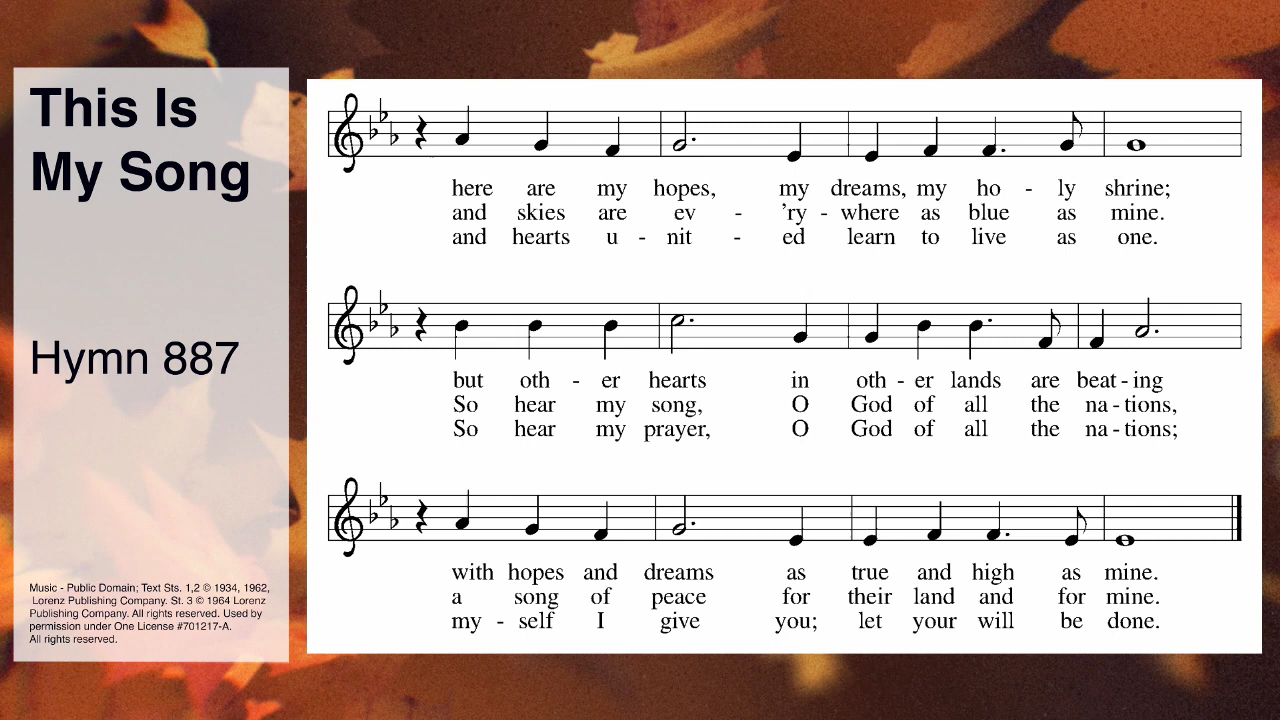 This Is
My Song
Hymn 887
Music - Public Domain; Text Sts. 1,2 © 1934, 1962,
Lorenz Publishing Company. St. 3 © 1964 Lorenz
Publishing Company. All rights reserved. Used by
permission under One License #701217-A.
All rights reserved.
here are my hopes, my dreams, my ho - ly shrine;
and skies are ev - 'ry - where as blue as mine.
and hearts u - nit - ed learn to live as one.
but oth - er hearts in oth - er lands are beat - ing
So hear my song, O God of all the na - tions,
So hear my prayer, O God of all the na - tions;
with hopes and dreams as true and high as mine.
a song of peace for their land and for mine.
my - self I give you; let your will be done.